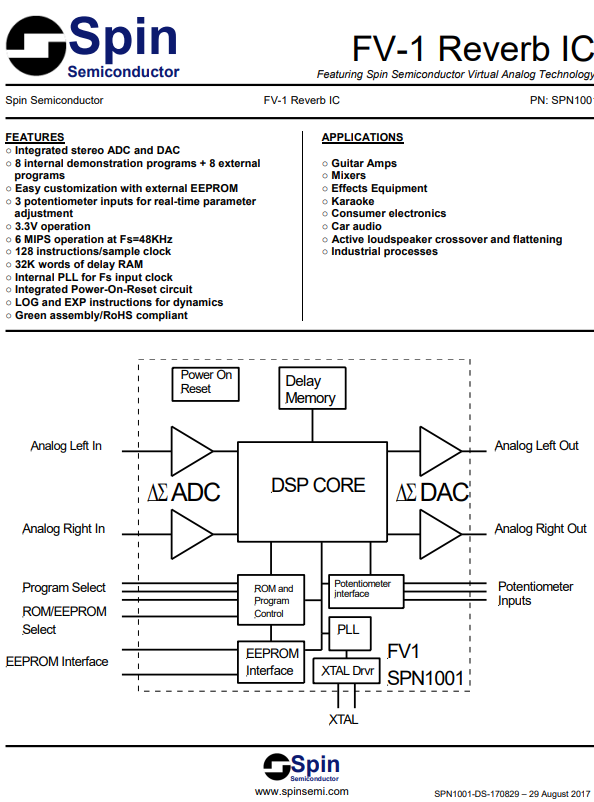 Spin
Semiconductor
FV-1 Reverb IC
Featuring Spin Semiconductor Virtual Analog Technology
Spin Semiconductor FV-1 Reverb IC PN: SPN1001
FEATURES
○ Integrated stereo ADC and DAC
○ 8 internal demonstration programs + 8 external
programs
○ Easy customization with external EEPROM
○ 3 potentiometer inputs for real-time parameter
adjustment
○ 3.3V operation
○ 6 MIPS operation at Fs=48KHz
○ 128 instructions/sample clock
○ 32K words of delay RAM
○ Internal PLL for Fs input clock
○ Integrated Power-On-Reset circuit
○ LOG and EXP instructions for dynamics
○ Green assembly/RoHS compliant
APPLICATIONS
○ Guitar Amps
○ Mixers
○ Effects Equipment
○ Karaoke
○ Consumer electronics
○ Car audio
○ Active loudspeaker crossover and flattening
○ Industrial processes
Power On
Reset
Delay
Memory
Analog Left In
Analog Left Out
DSP CORE
ΔΣ ADC
ΔΣ DAC
Analog Right In
Analog Right Out
Program Select
ROM/EEPROM
Select
ROM and
Program
Control
Potentiometer
interface
Potentiometer
Inputs
EEPROM Interface
EEPROM
Interface
PLL
XTAL Drvr
FV1
SPN1001
XTAL
Spin
Semiconductor
www.spinsemi.com
SPN1001-DS-170829 – 29 August 2017